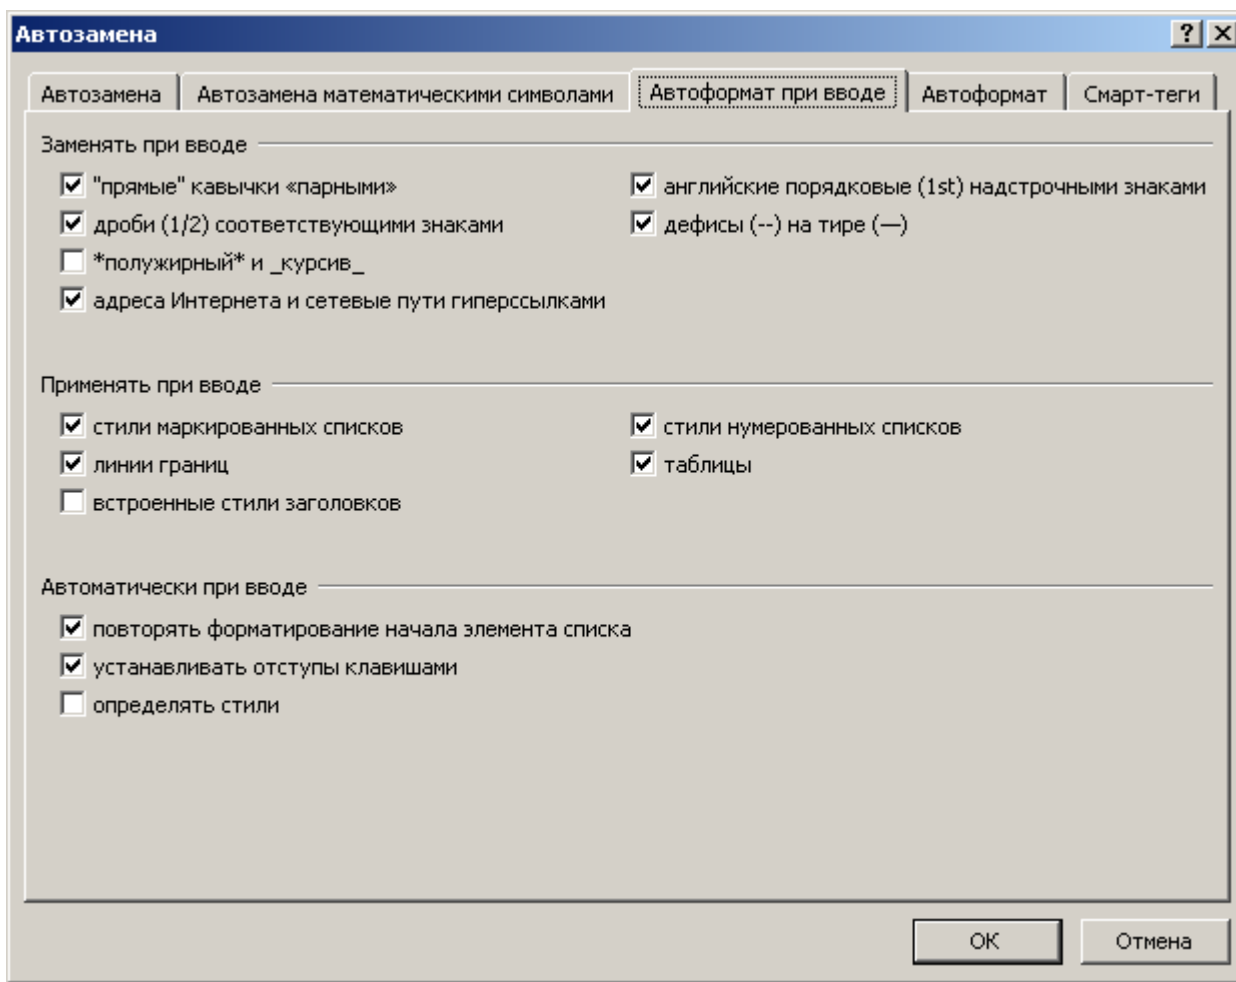 Автозамена
Автозамена Автозамена математическими символами Автоформат при вводе Автоформат Смарт-теги
Заменять при вводе
"прямые" кавычки «парными» английские порядковые (1st) надстрочными знаками
дроби (1/2) соответствующими знаками дефисы (--) на тире (—)
*полужирный* и _курсив_
адреса Интернета и сетевые пути гиперссылками
Применять при вводе
стили маркированных списков стили нумерованных списков
линии границ таблицы
встроенные стили заголовков
Автоматически при вводе
повторять форматирование начала элемента списка
устанавливать отступы клавишами
определять стили
ОК Отмена